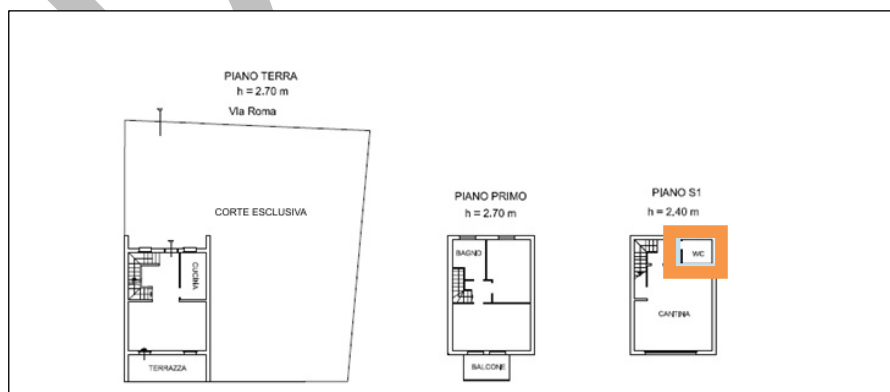 PIANO TERRA
h = 2.70 m
VIa Roma
CORTE ESCLUSIVA
CUCINA
TERRAZZA
PIANO PRIMO
h = 2.70 m
BAGNO
BALCONE
PIANO S1
h = 2,40 m
WC
CANTINA